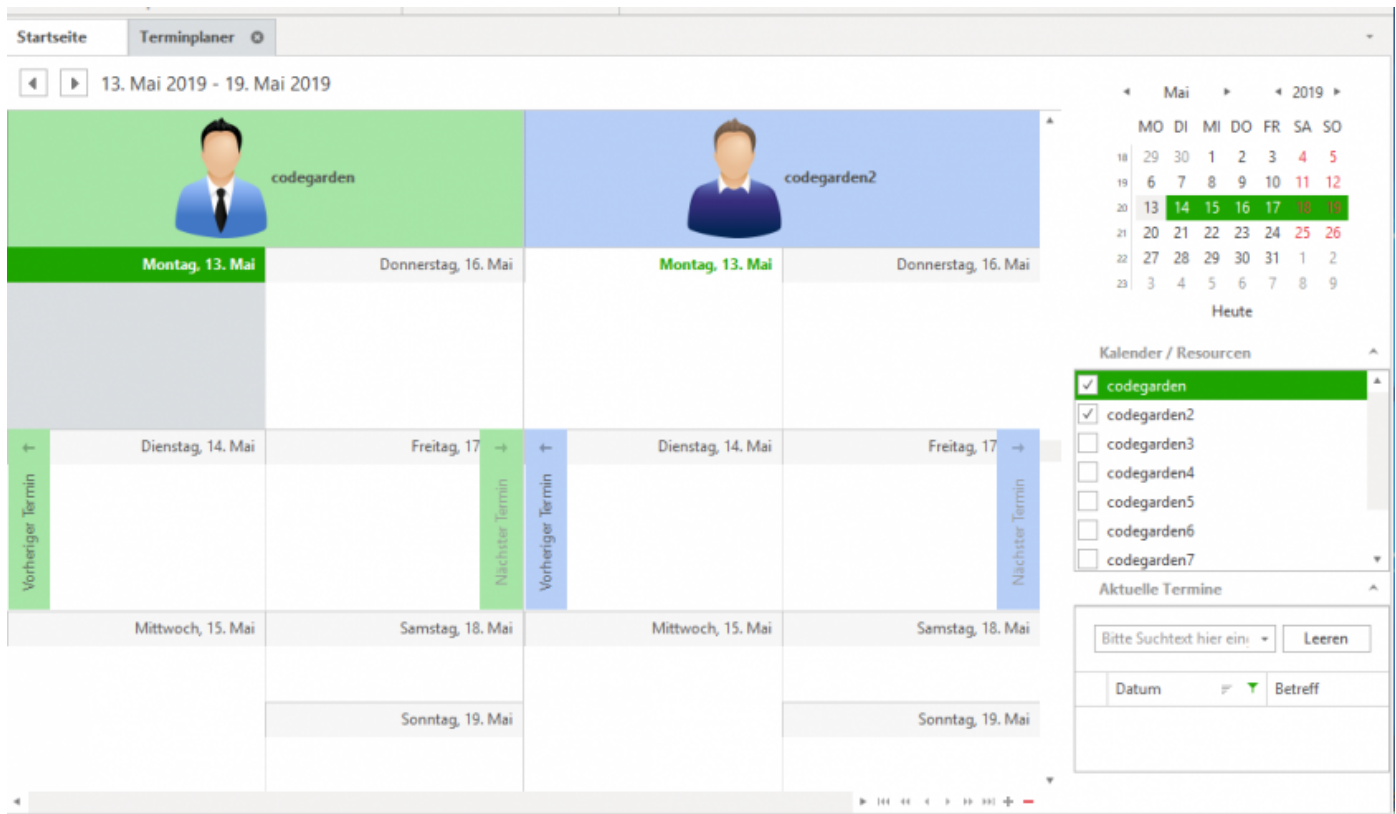 Startseite Terminplaner
13. Mai 2019 - 19. Mai 2019
codegarden codegarden2
Montag, 13. Mai Donnerstag, 16. Mai Montag, 13. Mai Donnerstag, 16. Mai
Dienstag, 14. Mai Freitag, 17 Dienstag, 14. Mai Freitag, 17
Vorheriger Termin
Nächster Termin
Vorheriger Termin
Nächster Termin
Mittwoch, 15. Mai Samstag, 18. Mai Mittwoch, 15. Mai Samstag, 18. Mai
Sonntag, 19. Mai Sonntag, 19. Mai
Mai 2019
MO DI MI DO FR SA SO
18 29 30 1 2 3 4 5
19 6 7 8 9 10 11 12
20 13 14 15 16 17 18 19
21 20 21 22 23 24 25 26
22 27 28 29 30 31 1 2
23 3 4 5 6 7 8 9
Heute
Kalender / Resourcen
codegarden
codegarden2
codegarden3
codegarden4
codegarden5
codegarden6
codegarden7
Aktuelle Termine
Bitte Suchtext hier ein Leeren
Datum Betreff